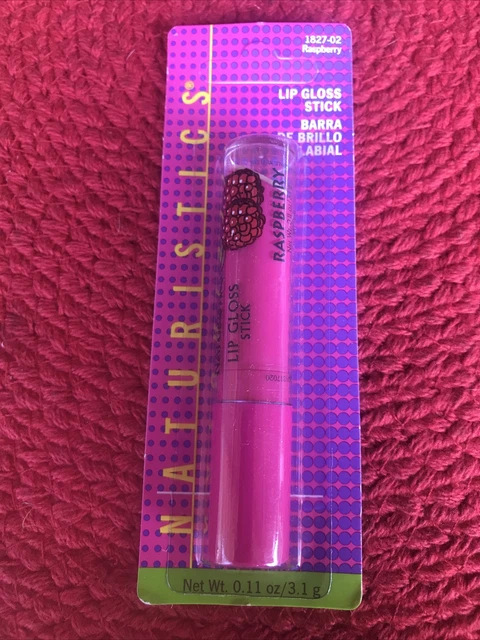 1827-02
Raspberry
LIP GLOSS
STICK
BARRA
DE BRILLO
LABIAL
NATURISTICS®
RASPBERRY
LIP GLOSS
STICK
Net Wt. 0.11 oz/3.1 g